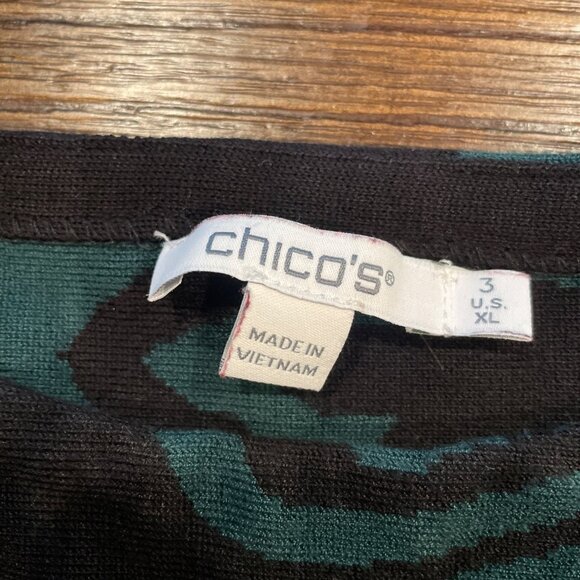 chico's®
3
U.S.
XL
MADE IN
VIETNAM